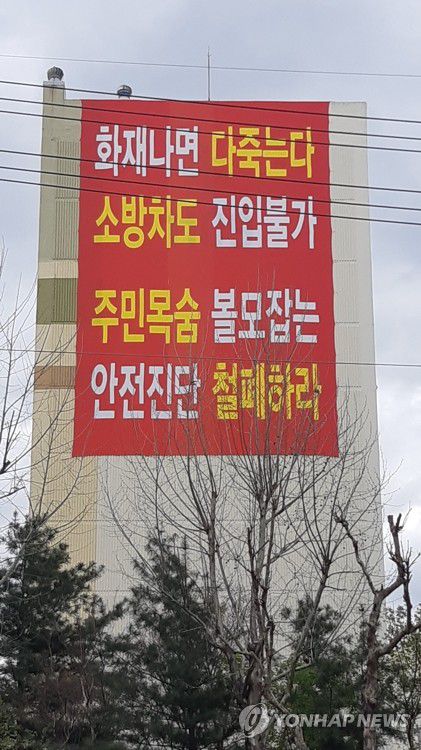 화재나면 다죽는다
소방차도 진입불가
주민목숨 볼모잡는
안전진단 철폐하라
YONHAP NEWS